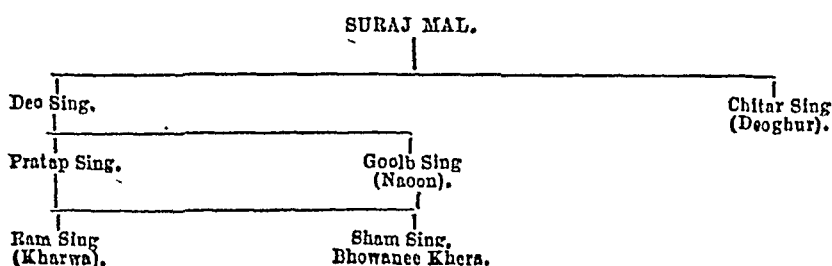 SURAJ MAL.
Deo Sing.
Chitar Sing
(Deoghur).
Pratap Sing.
Goolb Sing
(Naoon).
Ram Sing
(Kharwa).
Sham Sing,
Bhowanee Khera.